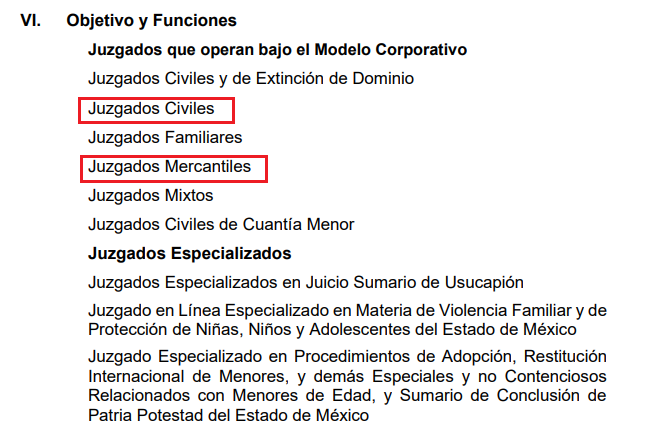 VI. Objetivo y Funciones
Juzgados que operan bajo el Modelo Corporativo
Juzgados Civiles y de Extinción de Dominio
Juzgados Civiles
Juzgados Familiares
Juzgados Mercantiles
Juzgados Mixtos
Juzgados Civiles de Cuantía Menor
Juzgados Especializados
Juzgados Especializados en Juicio Sumario de Usucapión
Juzgado en Línea Especializado en Materia de Violencia Familiar y de
Protección de Niñas, Niños y Adolescentes del Estado de México
Juzgado Especializado en Procedimientos de Adopción, Restitución
Internacional de Menores, y demás Especiales y no Contenciosos
Relacionados con Menores de Edad, y Sumario de Conclusión de
Patria Potestad del Estado de México